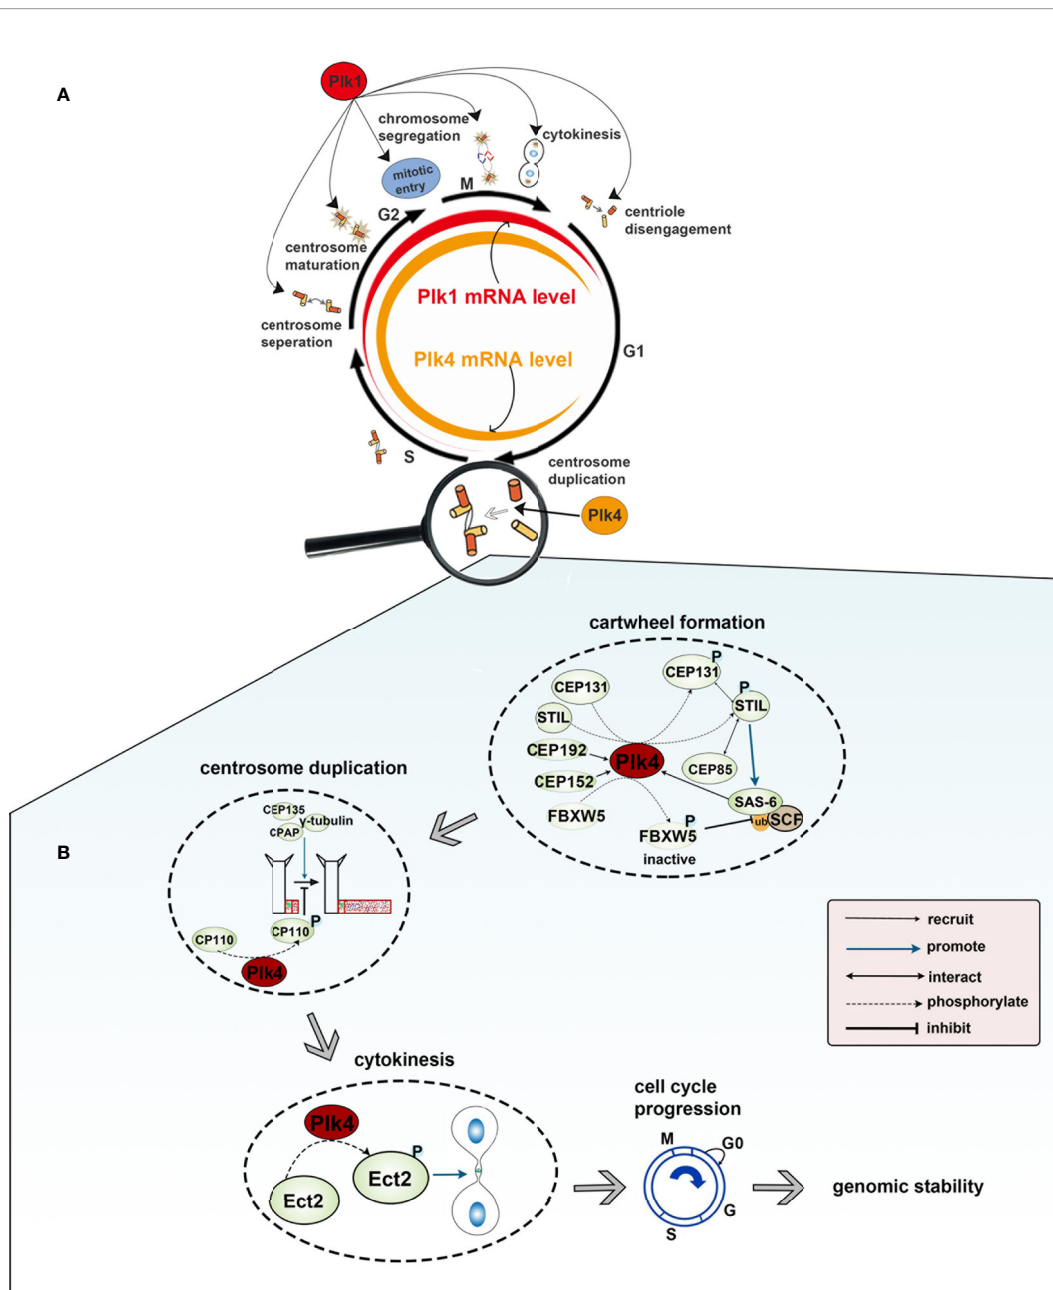 A
Plk1
chromosome
segregation
cytokinesis
mitotic
entry
M
G2
centriole
disengagement
centrosome
maturation
Plk1 mRNA level
centrosome
seperation
Plk4 mRNA level
G1
S
centrosome
duplication
Plk4
cartwheel formation
P
CEP131
CEP131
P
STIL
STIL
CEP192
Plk4
CEP85
CEP152
SAS-6
FBXW5
P
ub
SCF
FBXW5
inactive
centrosome duplication
CEP135
γ-tubulin
CPAP
B
P
CP110
CP110
Plk4
recruit
promote
interact
phosphorylate
inhibit
cytokinesis
Plk4
P
Ect2
Ect2
cell cycle
progression
M
G0
G
S
genomic stability